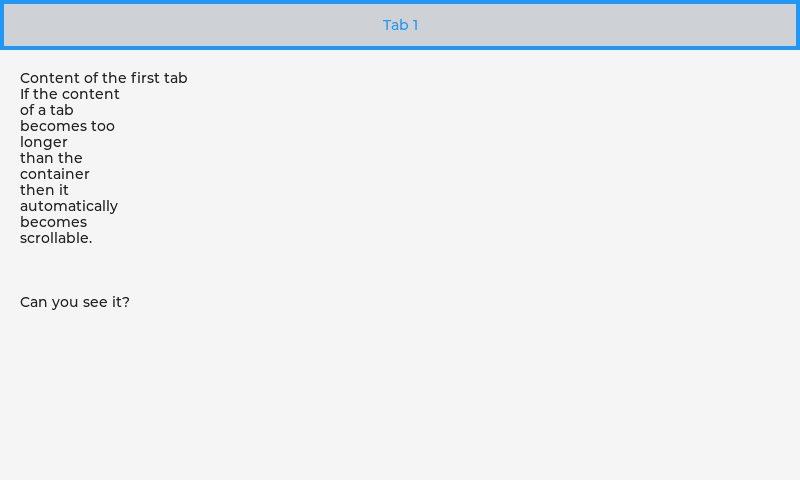 Tab 1
Content of the first tab
If the content
of a tab
becomes too
longer
than the
container
then it
automatically
becomes
scrollable.
Can you see it?